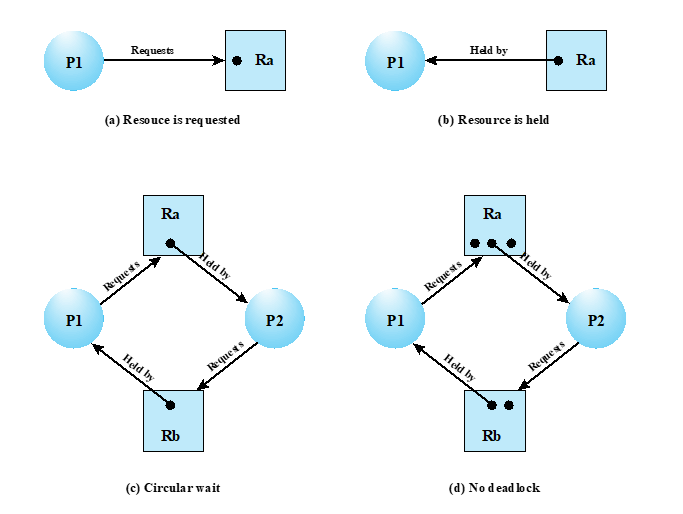 P1 Requests Ra
(a) Resouce is requested
P1 Held by Ra
(b) Resource is held
Ra
Requests Held by
P1 P2
Held by Requests
Rb
(c) Circular wait
Ra
Requests Held by
P1 P2
Held by Requests
Rb
(d) No deadlock